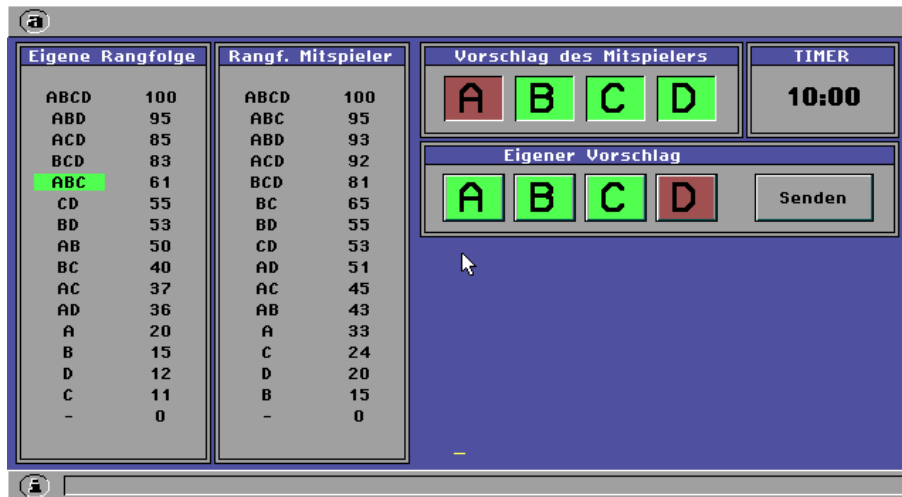 a
Eigene Rangfolge
ABCD 100
ABD 95
ACD 85
BCD 83
ABC 61
CD 55
BD 53
AB 50
BC 40
AC 37
AD 36
A 20
B 15
D 12
C 11
- 0
Rangf. Mitspieler
ABCD 100
ABC 95
ABD 93
ACD 92
BCD 81
BC 65
BD 55
CD 53
AD 51
AC 45
AB 43
A 33
C 24
D 20
B 15
- 0
Vorschlag des Mitspielers
A B C D
TIMER
10:00
Eigener Vorschlag
A B C D
Senden
i